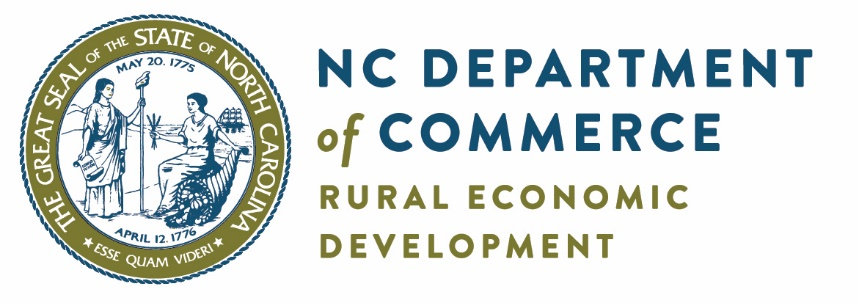 THE GREAT SEAL OF THE STATE OF NORTH CAROLINA
MAY 20. 1775
APRIL 12. 1776
★ ESSE QUAM VIDERI ★
NC DEPARTMENT
of COMMERCE
RURAL ECONOMIC
DEVELOPMENT